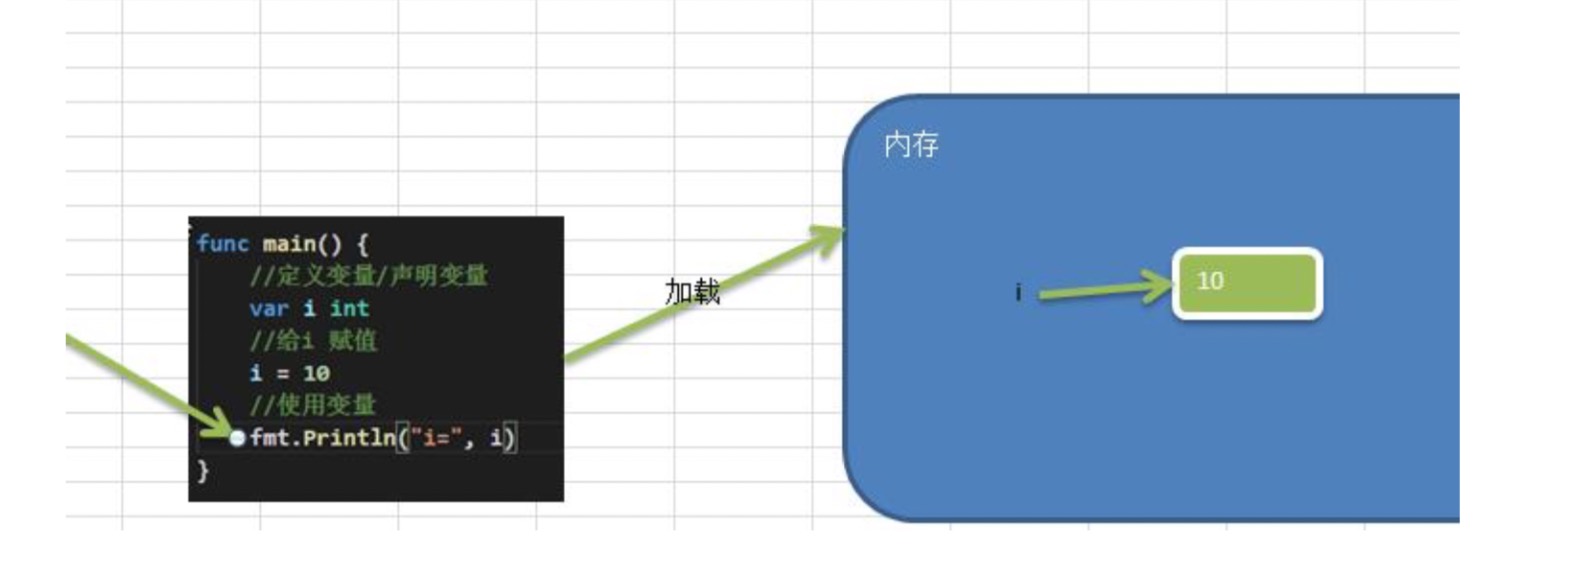 func main() {
//定义变量/声明变量
var i int
//给i 赋值
i = 10
//使用变量
fmt.Println("i=", i)
}
加载
内存
i
10